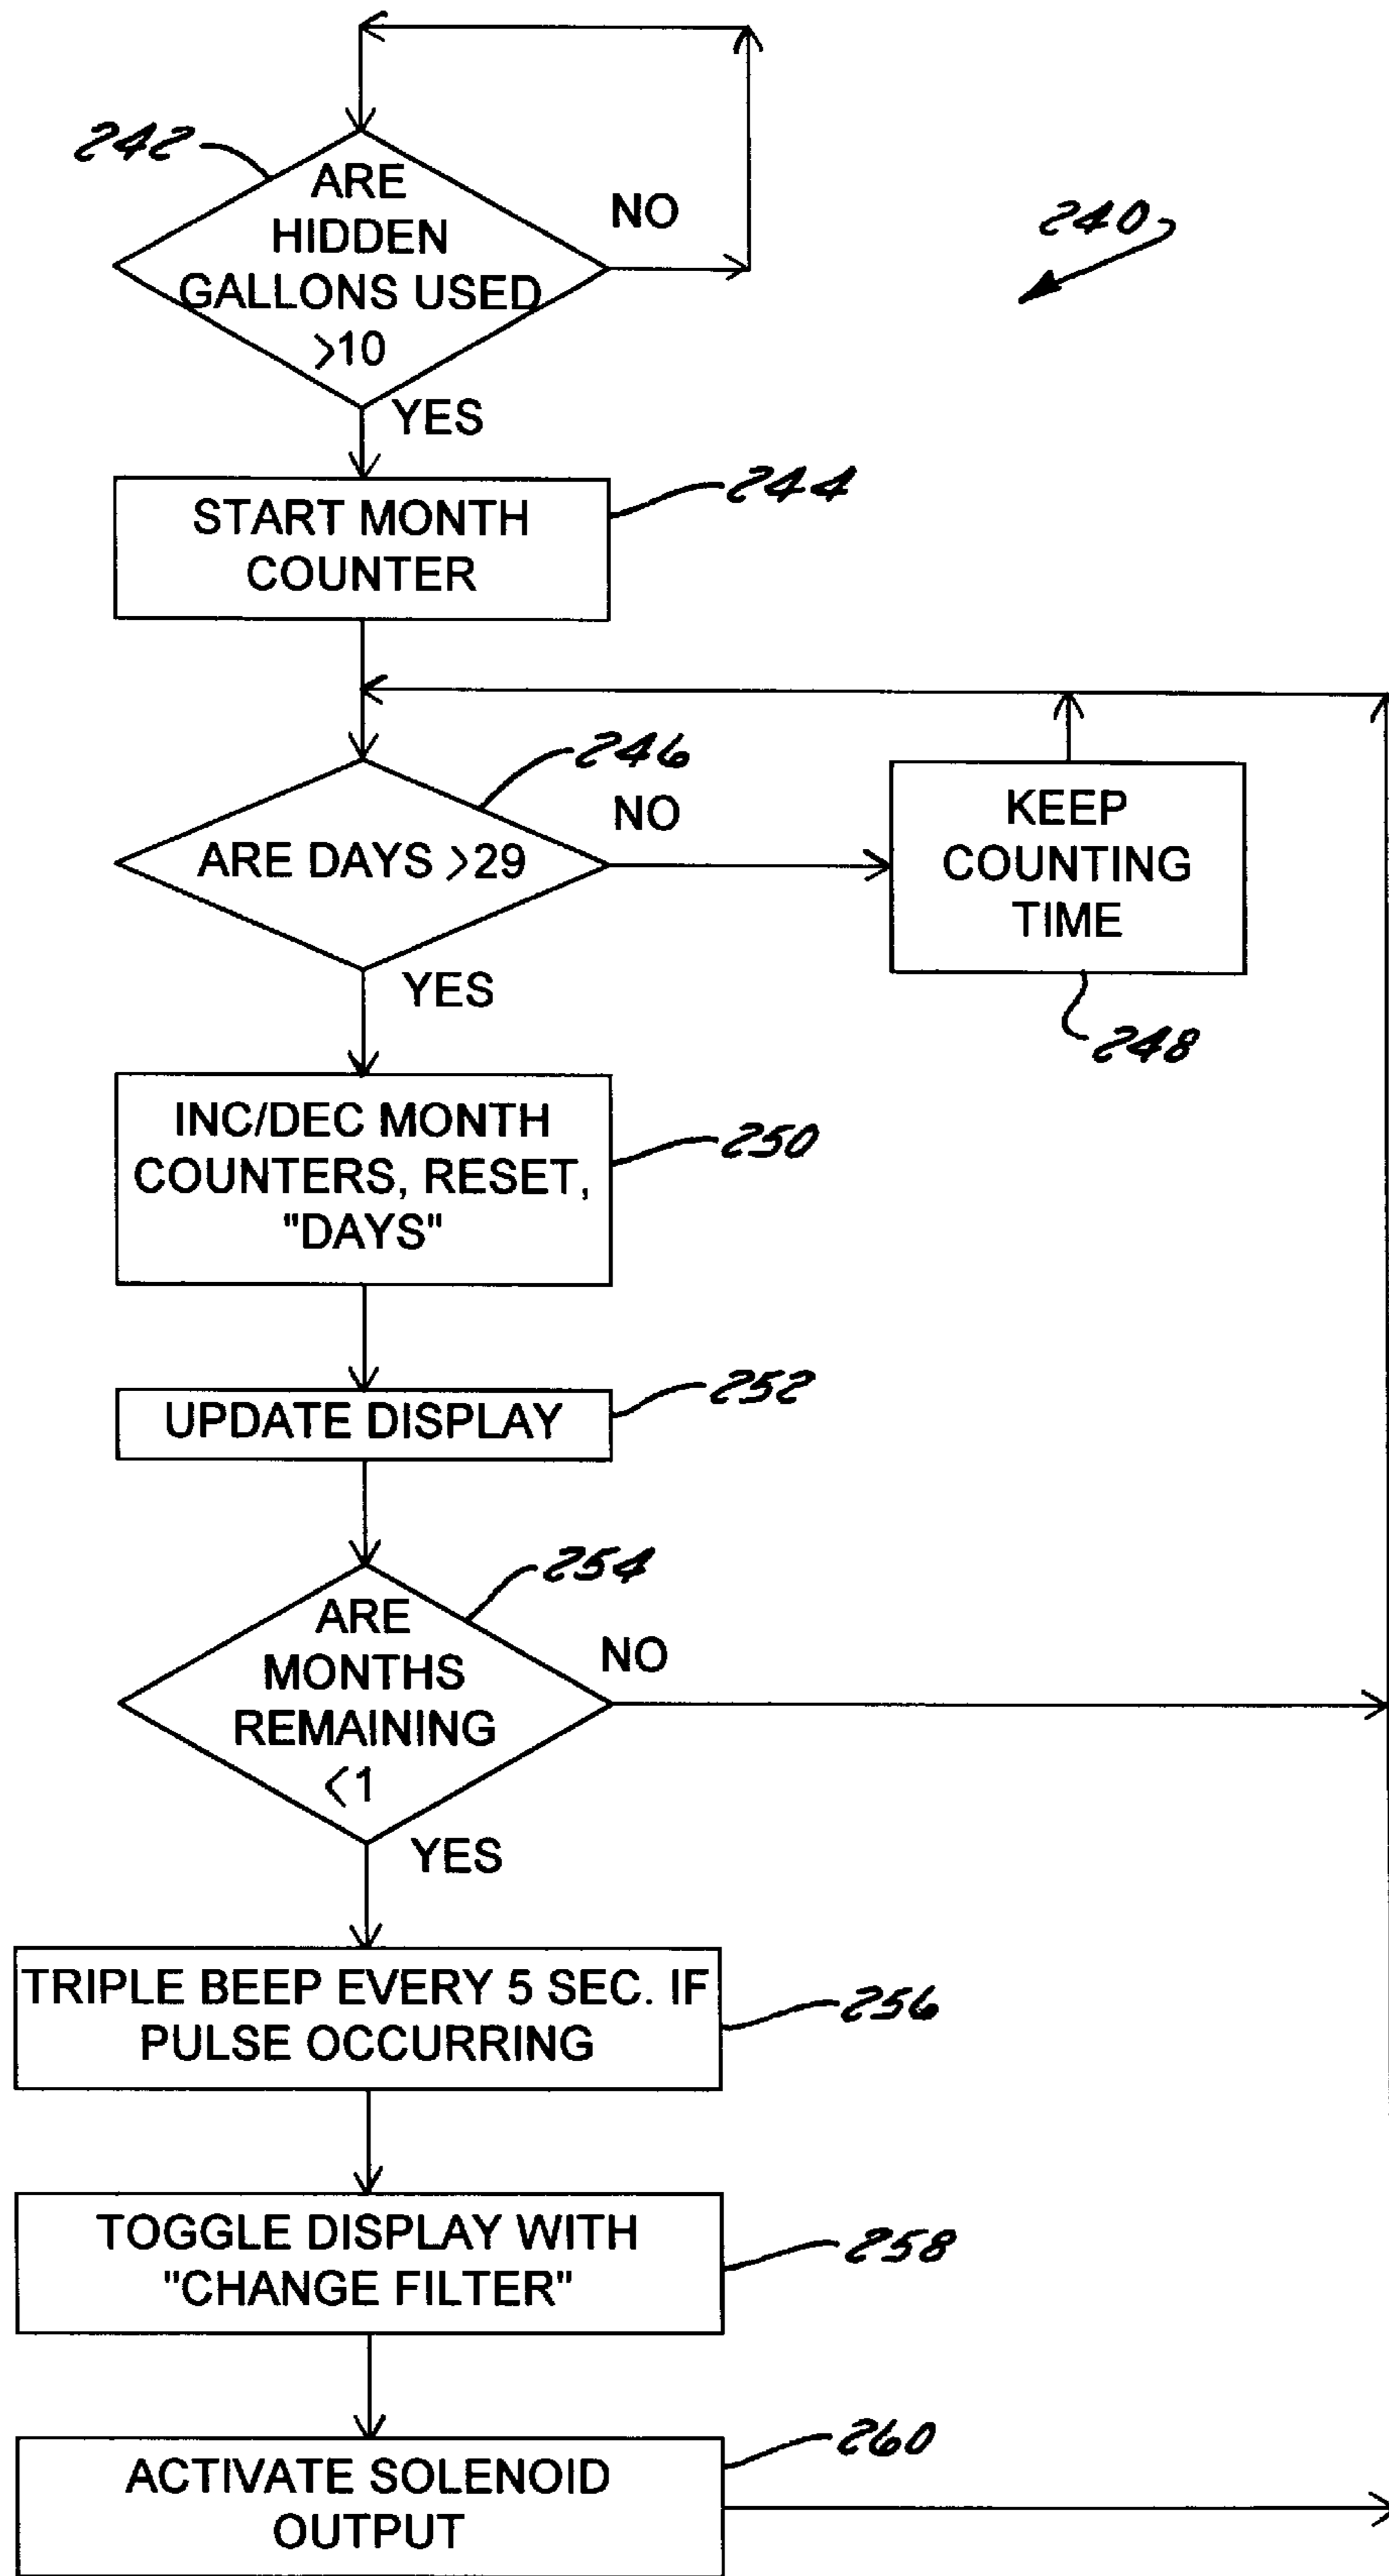 242
ARE
HIDDEN
GALLONS USED
>10
NO
240
YES
244
START MONTH
COUNTER
246
ARE DAYS >29
NO
KEEP
COUNTING
TIME
248
YES
INC/DEC MONTH
COUNTERS, RESET,
"DAYS"
250
UPDATE DISPLAY
252
254
ARE
MONTHS
REMAINING
<1
NO
YES
TRIPLE BEEP EVERY 5 SEC. IF
PULSE OCCURRING
256
TOGGLE DISPLAY WITH
"CHANGE FILTER"
258
ACTIVATE SOLENOID
OUTPUT
260